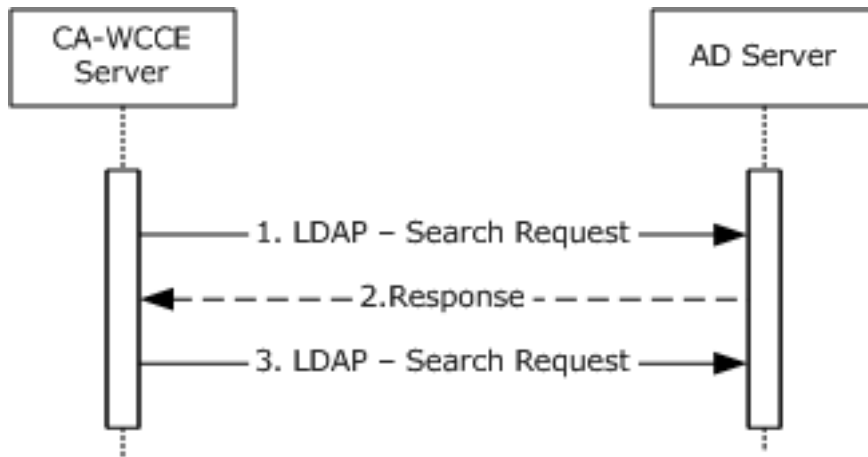 CA-WCCE
Server
AD Server
1. LDAP – Search Request
2.Response
3. LDAP – Search Request